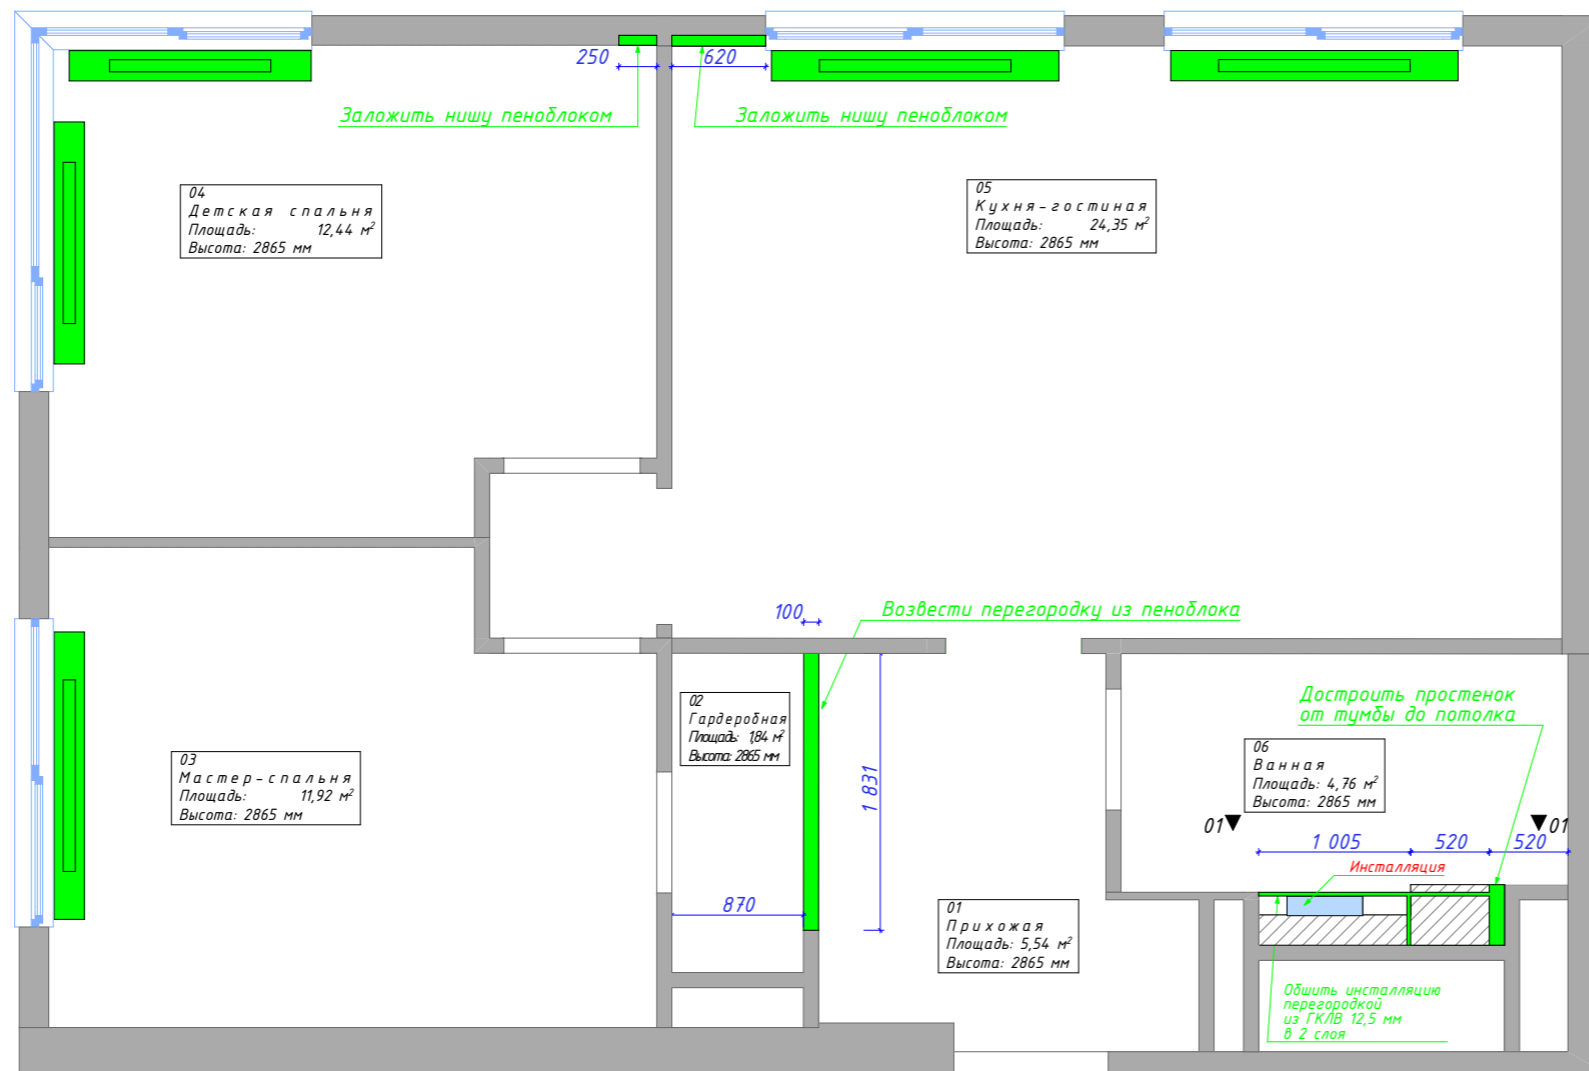 250
620
Заложить нишу пеноблоком
Заложить нишу пеноблоком
04
Детская спальня
Площадь: 12,44 м²
Высота: 2865 мм
05
Кухня-гостиная
Площадь: 24,35 м²
Высота: 2865 мм
100
Возвести перегородку из пеноблока
02
Гардеробная
Площадь: 1,84 м²
Высота: 2865 мм
Достроить простенок
от тумбы до потолка
03
Мастер-спальня
Площадь: 11,92 м²
Высота: 2865 мм
1 831
06
Ванная
Площадь: 4,76 м²
Высота: 2865 мм
01
01
1 005
520
520
Инсталляция
870
01
Прихожая
Площадь: 5,54 м²
Высота: 2865 мм
Обшить инсталляцию
перегородкой
из ГКЛВ 12,5 мм
в 2 слоя